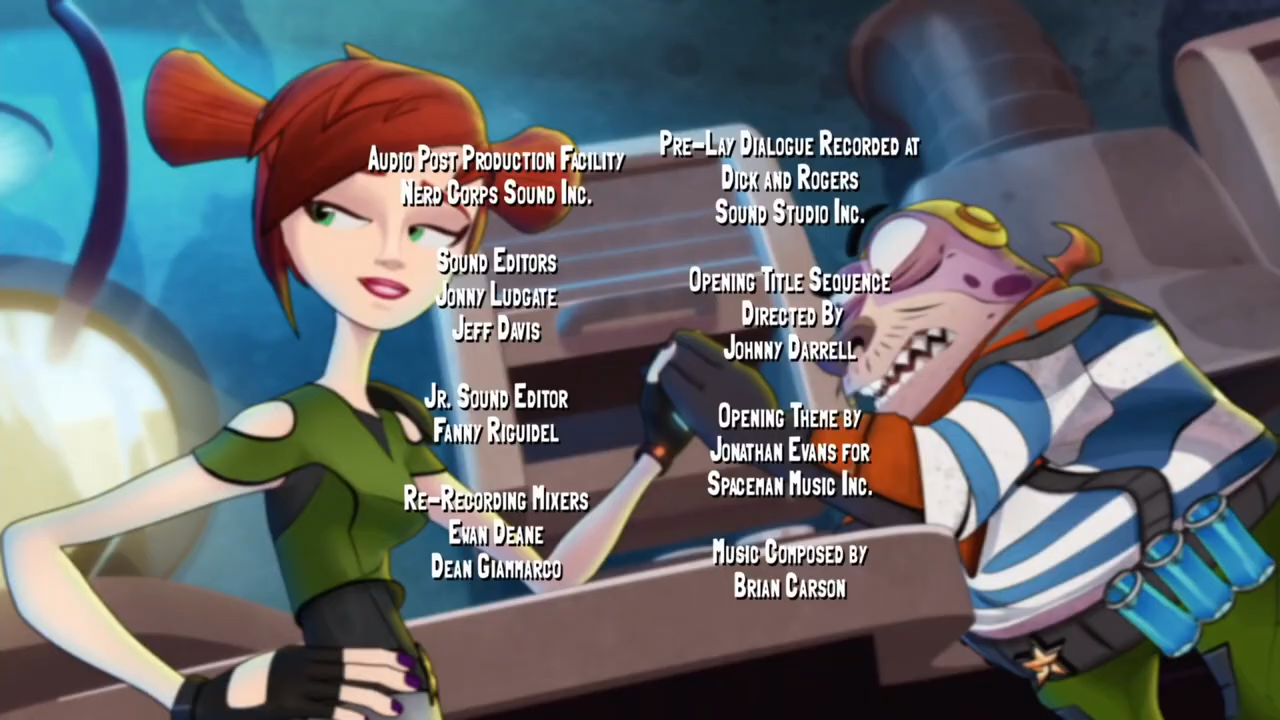 Audio Post Production Facility
Nerd Corps Sound Inc.
Sound Editors
Jonny Ludgate
Jeff Davis
Jr. Sound Editor
Fanny Riguidel
Re-Recording Mixers
Ewan Deane
Dean Giammarco
Pre-Lay Dialogue Recorded at
Dick and Rogers
Sound Studio Inc.
Opening Title Sequence
Directed By
Johnny Darrell
Opening Theme by
Jonathan Evans for
Spaceman Music Inc.
Music Composed by
Brian Carson